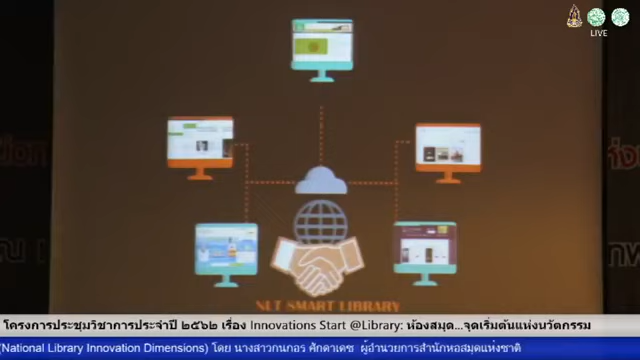 LIVE
NLT SMART LIBRARY
โครงการประชุมวิชาการประจำปี ๒๕๖๒ เรื่อง Innovations Start @Library: ห้องสมุด...จุดเริ่มต้นแห่งนวัตกรรม
(National Library Innovation Dimensions) โดย นางสาวกนกอร ศักดาเดช ผู้อำนวยการสำนักหอสมุดแห่งชาติ